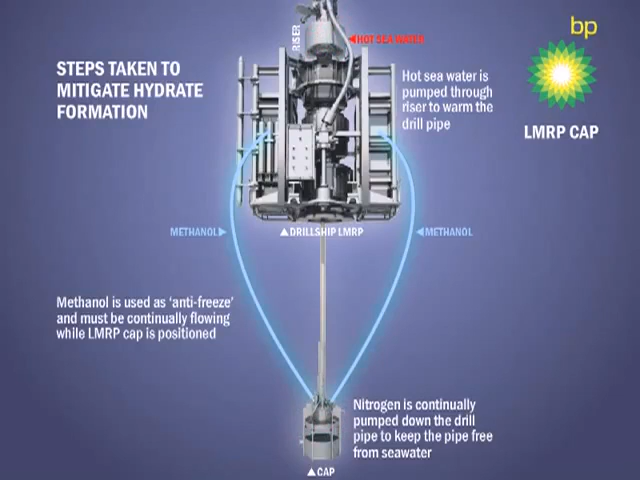 bp
RISER
HOT SEA WATER
STEPS TAKEN TO
MITIGATE HYDRATE
FORMATION
Hot sea water is
pumped through
riser to warm the
drill pipe
LMRP CAP
METHANOL
DRILLSHIP LMRP
METHANOL
Methanol is used as ‘anti-freeze’
and must be continually flowing
while LMRP cap is positioned
Nitrogen is continually
pumped down the drill
pipe to keep the pipe free
from seawater
CAP